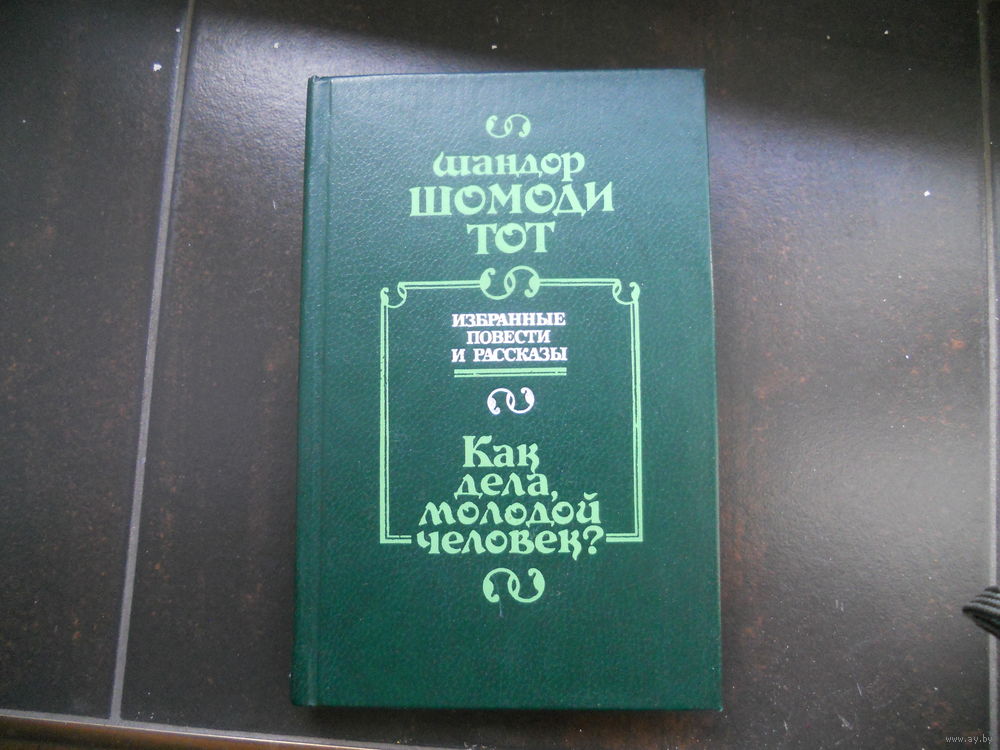 Шандор
ШОМОДИ
ТОТ
ИЗБРАННЫЕ
ПОВЕСТИ
И РАССКАЗЫ
Как
дела,
молодой
человек?
www.ay.by